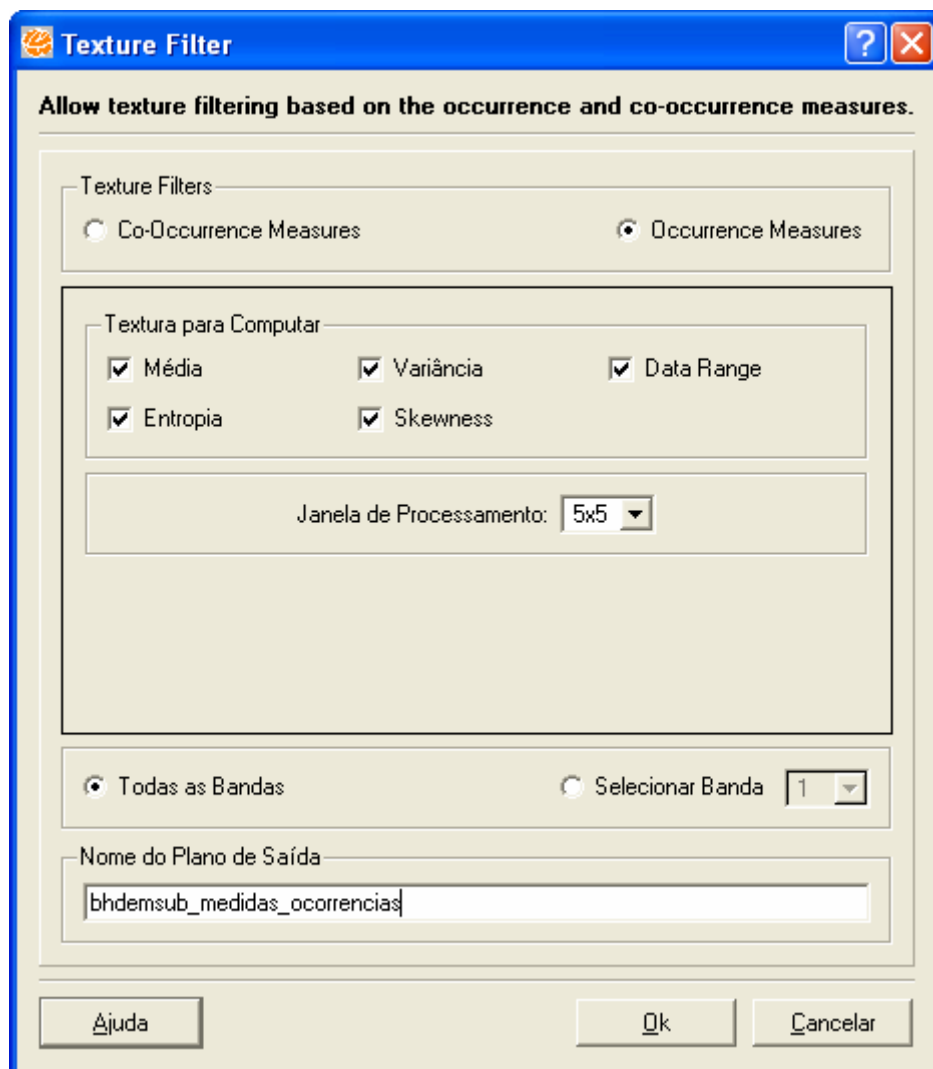 Texture Filter
Allow texture filtering based on the occurrence and co-occurrence measures.
Texture Filters
Co-Occurrence Measures Occurrence Measures
Textura para Computar
Média Variância Data Range
Entropia Skewness
Janela de Processamento: 5x5
Todas as Bandas Selecionar Banda 1
Nome do Plano de Saída
bhdemsub_medidas_ocorrencias
Ajuda Ok Cancelar